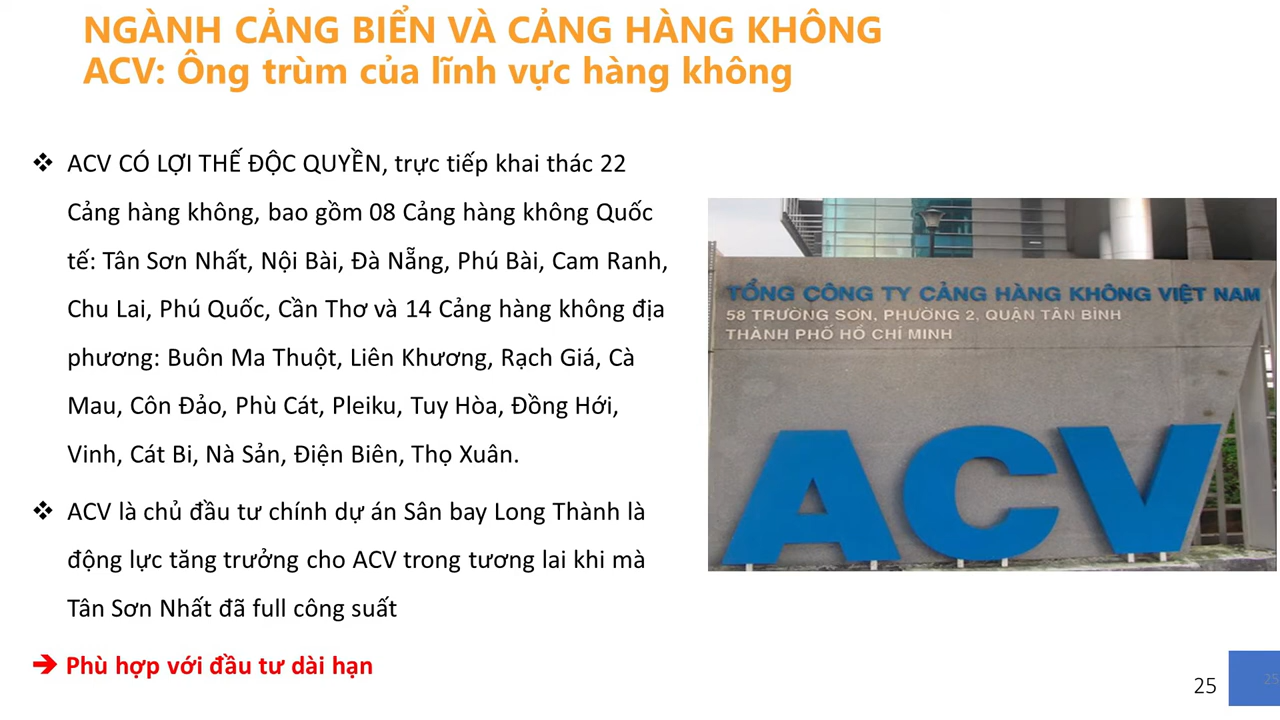 NGÀNH CẢNG BIỂN VÀ CẢNG HÀNG KHÔNG
ACV: Ông trùm của lĩnh vực hàng không
❖ ACV CÓ LỢI THẾ ĐỘC QUYỀN, trực tiếp khai thác 22
Cảng hàng không, bao gồm 08 Cảng hàng không Quốc
tế: Tân Sơn Nhất, Nội Bài, Đà Nẵng, Phú Bài, Cam Ranh,
Chu Lai, Phú Quốc, Cần Thơ và 14 Cảng hàng không địa
phương: Buôn Ma Thuột, Liên Khương, Rạch Giá, Cà
Mau, Côn Đảo, Phù Cát, Pleiku, Tuy Hòa, Đồng Hới,
Vinh, Cát Bi, Nà Sản, Điện Biên, Thọ Xuân.
❖ ACV là chủ đầu tư chính dự án Sân bay Long Thành là
động lực tăng trưởng cho ACV trong tương lai khi mà
Tân Sơn Nhất đã full công suất
➔ Phù hợp với đầu tư dài hạn
TỔNG CÔNG TY CẢNG HÀNG KHÔNG VIỆT NAM
58 TRƯỜNG SƠN, PHƯỜNG 2, QUẬN TÂN BÌNH
THÀNH PHỐ HỒ CHÍ MINH
ACV
25
25